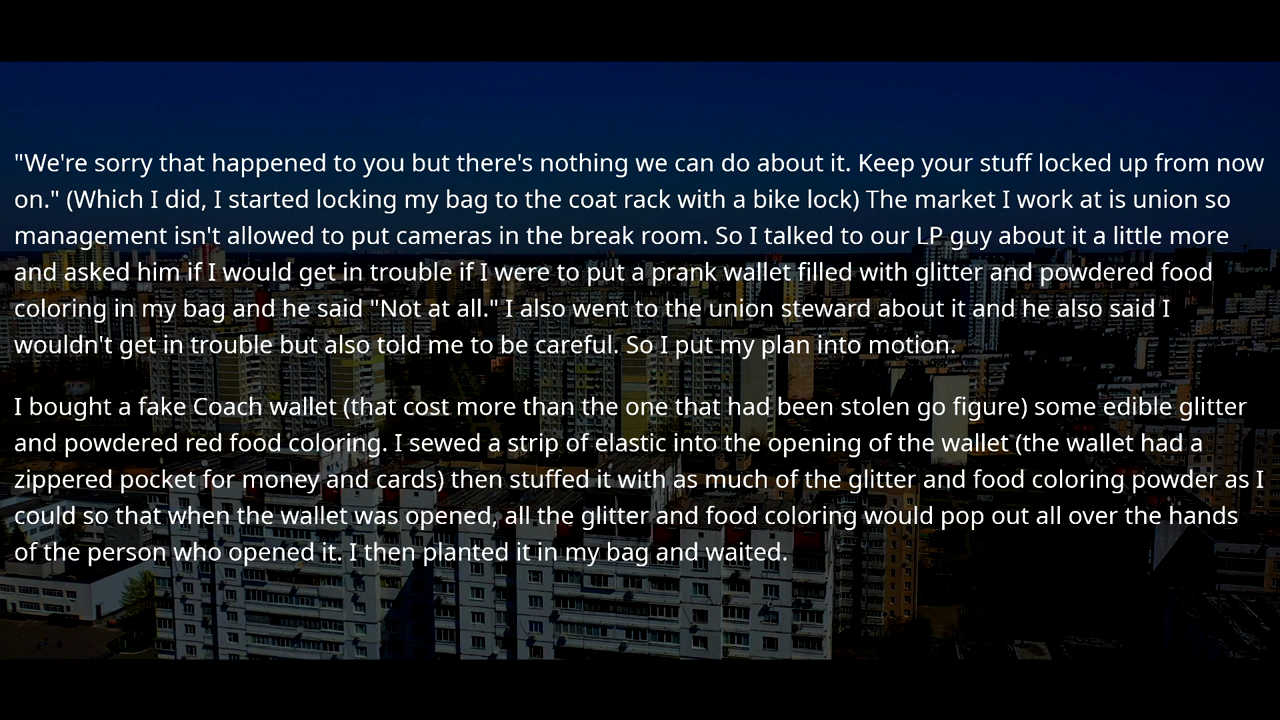 "We're sorry that happened to you but there's nothing we can do about it. Keep your stuff locked up from now
on." (Which I did, I started locking my bag to the coat rack with a bike lock) The market I work at is union so
management isn't allowed to put cameras in the break room. So I talked to our LP guy about it a little more
and asked him if I would get in trouble if I were to put a prank wallet filled with glitter and powdered food
coloring in my bag and he said "Not at all." I also went to the union steward about it and he also said I
wouldn't get in trouble but also told me to be careful. So I put my plan into motion.
I bought a fake Coach wallet (that cost more than the one that had been stolen go figure) some edible glitter
and powdered red food coloring. I sewed a strip of elastic into the opening of the wallet (the wallet had a
zippered pocket for money and cards) then stuffed it with as much of the glitter and food coloring powder as I
could so that when the wallet was opened, all the glitter and food coloring would pop out all over the hands
of the person who opened it. I then planted it in my bag and waited.